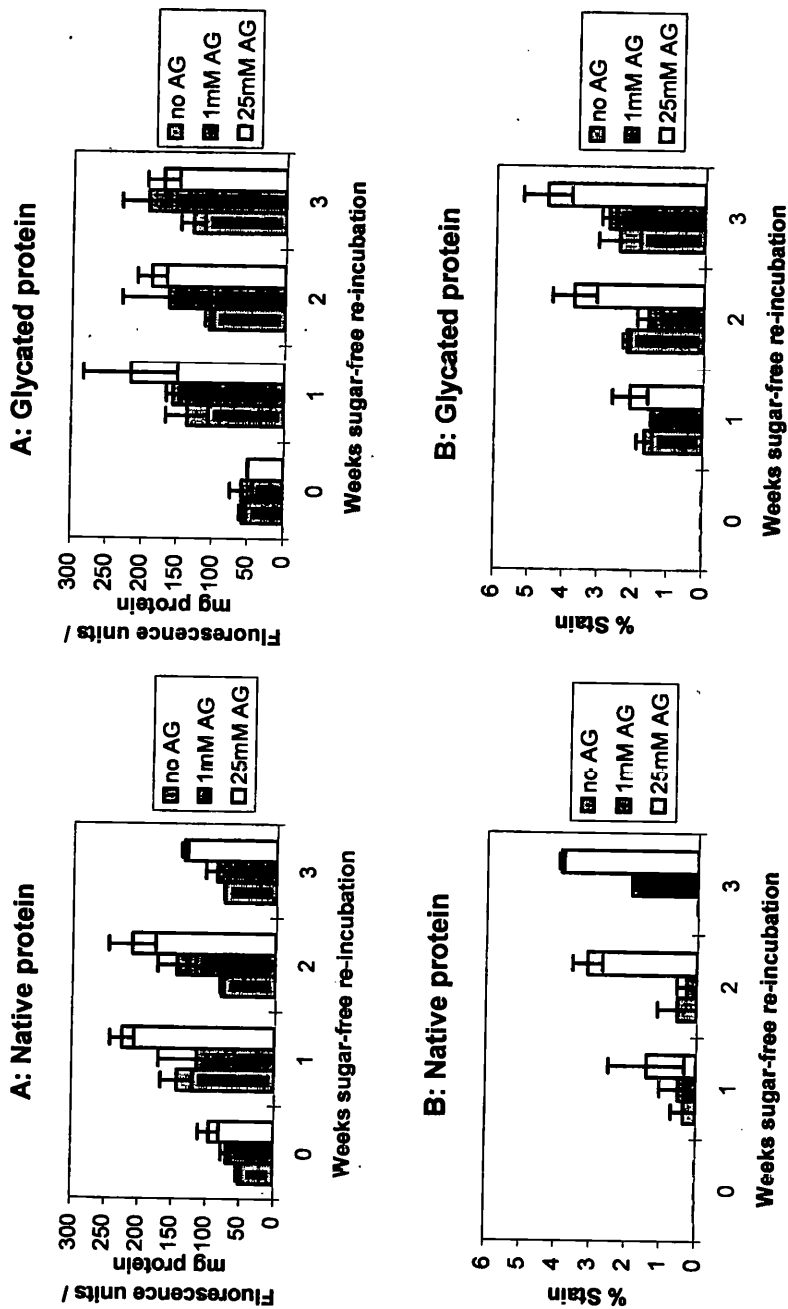 A: Native protein
Fluorescence units /
mg protein
300
250
200
150
100
50
0
0 1 2 3
Weeks sugar-free re-incubation
no AG
1mM AG
25mM AG
A: Glycated protein
Fluorescence units /
mg protein
300
250
200
150
100
50
0
0 1 2 3
Weeks sugar-free re-incubation
no AG
1mM AG
25mM AG
B: Native protein
% Stain
6
5
4
3
2
1
0
0 1 2 3
Weeks sugar-free re-incubation
no AG
1mM AG
25mM AG
B: Glycated protein
% Stain
6
5
4
3
2
1
0
0 1 2 3
Weeks sugar-free re-incubation
no AG
1mM AG
25mM AG